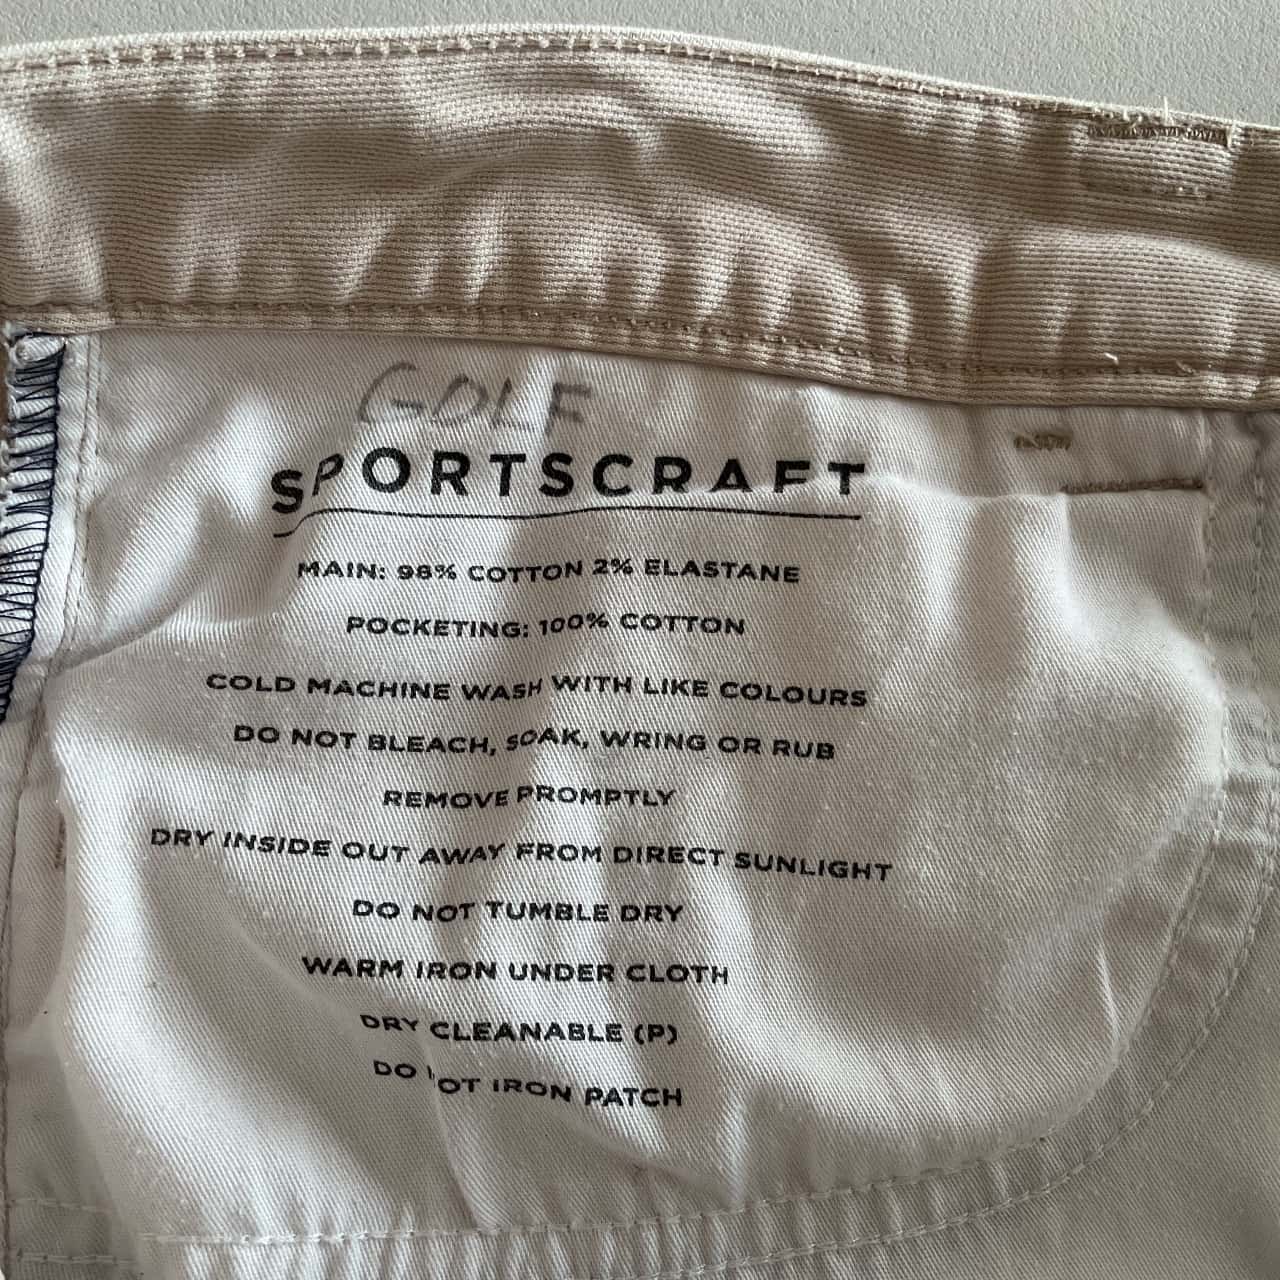 GOLF
SPORTSCRAFT
MAIN: 98% COTTON 2% ELASTANE
POCKETING: 100% COTTON
COLD MACHINE WASH WITH LIKE COLOURS
DO NOT BLEACH, SOAK, WRING OR RUB
REMOVE PROMPTLY
DRY INSIDE OUT AWAY FROM DIRECT SUNLIGHT
DO NOT TUMBLE DRY
WARM IRON UNDER CLOTH
DRY CLEANABLE (P)
DO NOT IRON PATCH